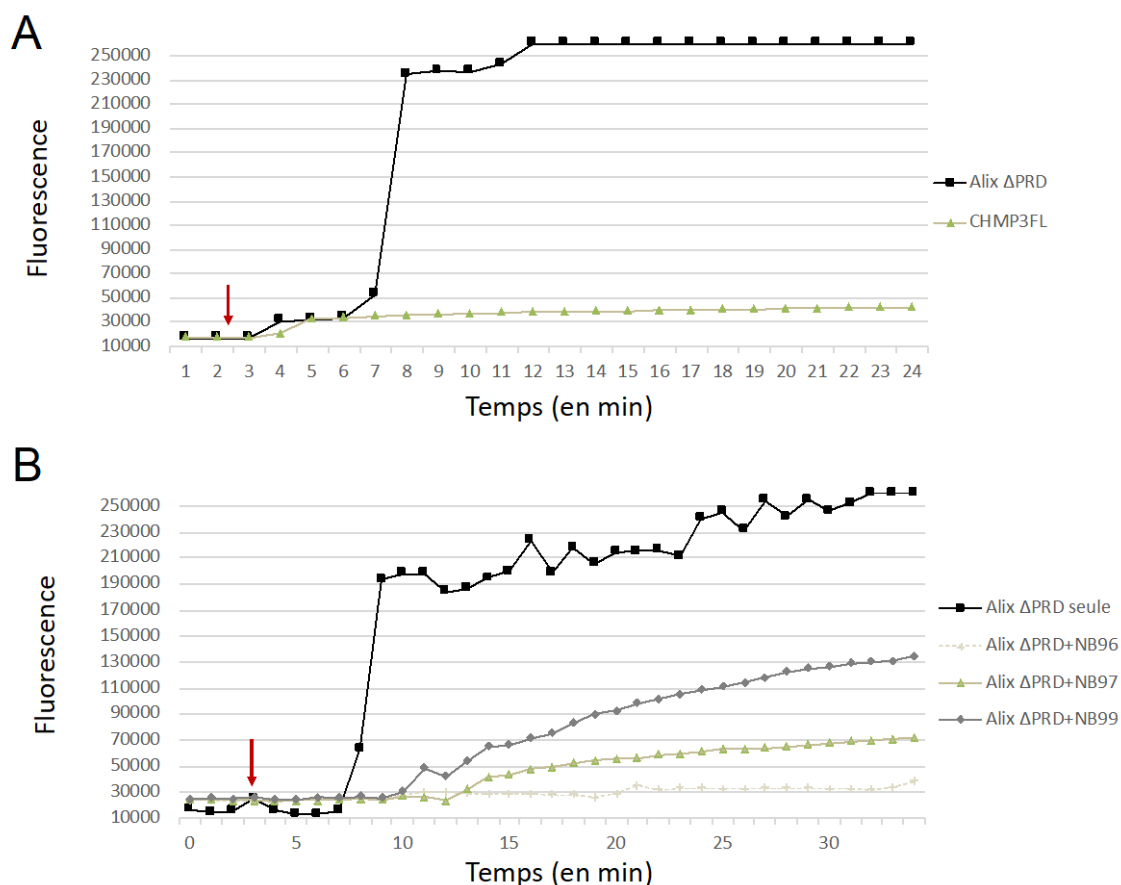 A
Fluorescence
250000
230000
210000
190000
170000
150000
130000
110000
90000
70000
50000
30000
10000
1 2 3 4 5 6 7 8 9 10 11 12 13 14 15 16 17 18 19 20 21 22 23 24
Temps (en min)
Alix ΔPRD
CHMP3FL
B
Fluorescence
250000
230000
210000
190000
170000
150000
130000
110000
90000
70000
50000
30000
10000
0 5 10 15 20 25 30
Temps (en min)
Alix ΔPRD seule
Alix ΔPRD+NB96
Alix ΔPRD+NB97
Alix ΔPRD+NB99